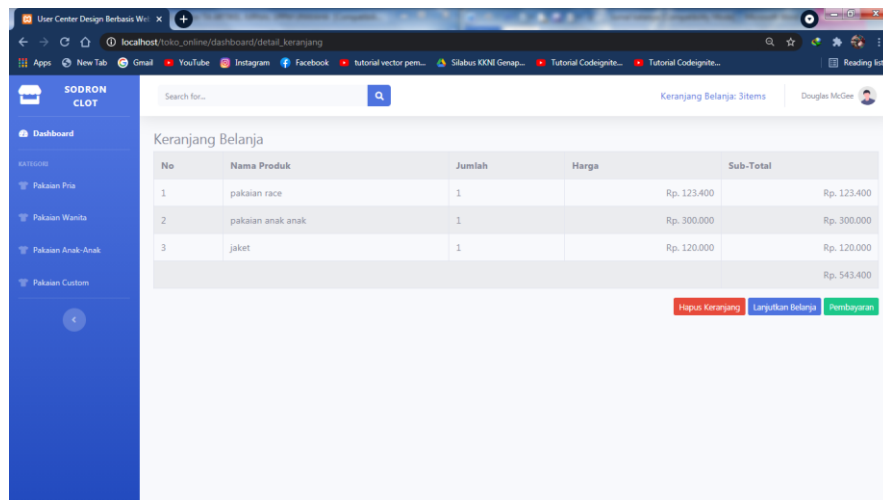 User Center Design Berbasis Web
localhost/toko_online/dashboard/detail_keranjang
Apps New Tab Gmail YouTube Instagram Facebook tutorial vector pem... Silabus KKNI Genap... Tutorial Codeignite... Tutorial Codeignite... Reading list
SODRON
CLOT
Search for...
Keranjang Belanja: 3items
Douglas McGee
Dashboard
KATEGORI
Pakaian Pria
Pakaian Wanita
Pakaian Anak-Anak
Pakaian Custom
Keranjang Belanja
No Nama Produk Jumlah Harga Sub-Total
1 pakaian race 1 Rp. 123.400 Rp. 123.400
2 pakaian anak anak 1 Rp. 300.000 Rp. 300.000
3 jaket 1 Rp. 120.000 Rp. 120.000
Rp. 543.400
Hapus Keranjang Lanjutkan Belanja Pembayaran